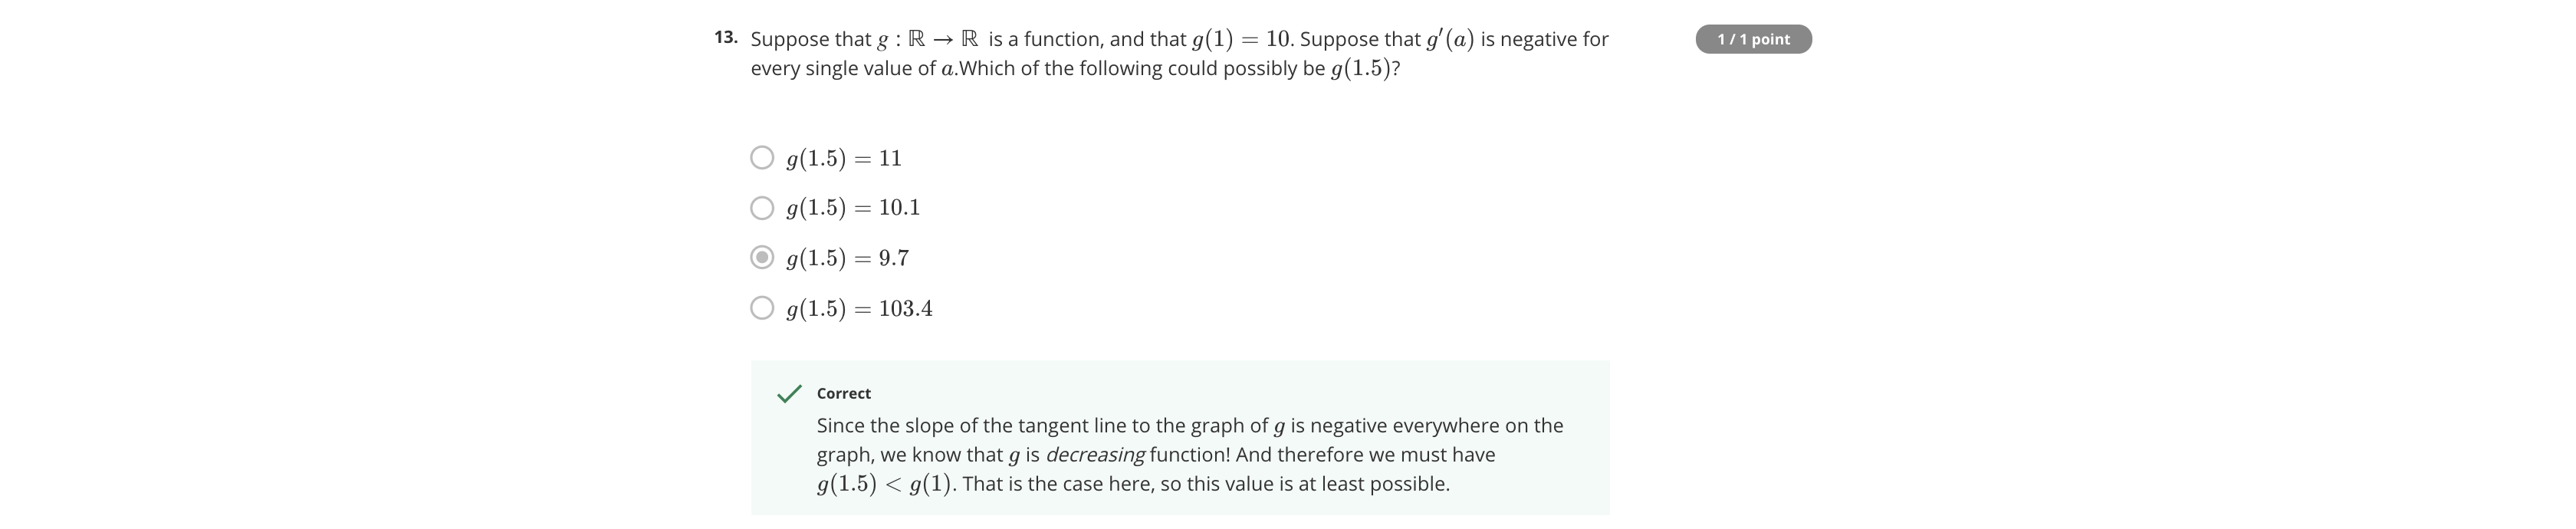 13. Suppose that g : ℝ → ℝ is a function, and that g(1) = 10. Suppose that g′(a) is negative for
1 / 1 point
every single value of a.Which of the following could possibly be g(1.5)?
g(1.5) = 11
g(1.5) = 10.1
g(1.5) = 9.7
g(1.5) = 103.4
Correct
Since the slope of the tangent line to the graph of g is negative everywhere on the
graph, we know that g is decreasing function! And therefore we must have
g(1.5) < g(1). That is the case here, so this value is at least possible.